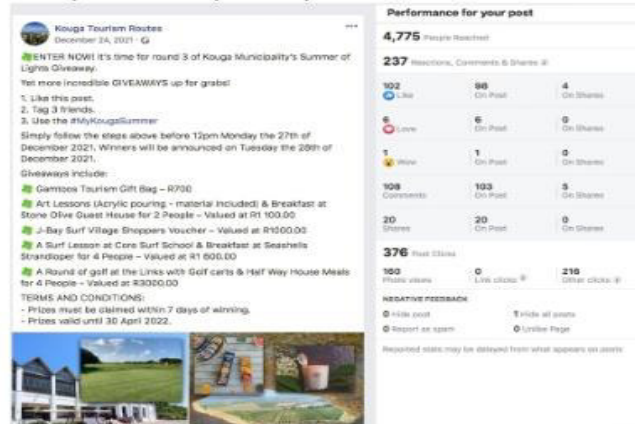 Kouga Tourism Routes
December 24, 2021 ·
ENTER NOW! It's time for round 3 of Kouga Municipality's Summer of
Lights Giveaway.
Yet more incredible GIVEAWAYS up for grabs!
1. Like this post.
2. Tag 3 friends.
3. Use the #MyKougaSummer
Simply follow the steps above before 12pm Monday the 27th of
December 2021. Winners will be announced on Tuesday the 28th of
December 2021.
Giveaways include:
Gamtoos Tourism Gift Bag – R700
Art Lessons (Acrylic pouring - material included) & Breakfast at
Stone Olive Guest House for 2 People – Valued at R1 100.00
J-Bay Surf Village Shoppers Voucher – Valued at R1000.00
A Surf Lesson at Core Surf School & Breakfast at Seashells
Strandloper for 4 People – Valued at R1 600.00
A Round of golf at the Links with Golf carts & Half Way House Meals
for 4 People – Valued at R3020.00
TERMS AND CONDITIONS:
- Prizes must be claimed within 7 days of winning.
- Prizes valid until 30 April 2022.
Performance for your post
4,775 People Reached
237 Reactions, Comments & Shares
102 98 4
Like On Post On Shares
6 6 0
Love On Post On Shares
1 1 0
Wow On Post On Shares
108 103 5
Comments On Post On Shares
20 20 0
Shares On Post On Shares
376 Post Clicks
160 0 216
Photo views Link clicks Other clicks
NEGATIVE FEEDBACK
0 Hide post 1 Hide all posts
0 Report as spam 0 Unlike Page
Reported stats may be delayed from what appears on posts